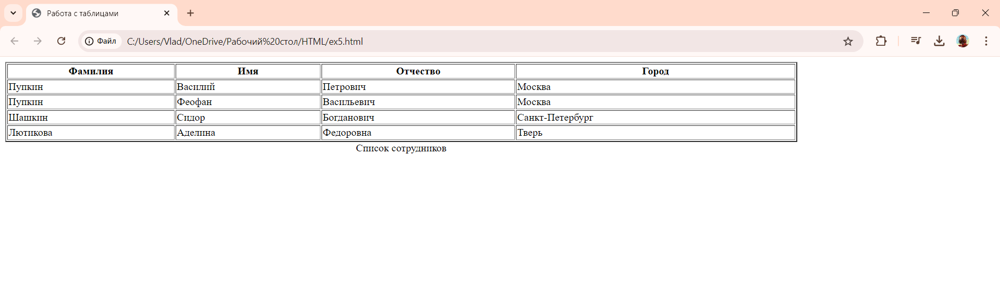 Работа с таблицами
Файл C:/Users/Vlad/OneDrive/Рабочий%20стол/HTML/ex5.html
Фамилия Имя Отчество Город
Пупкин Василий Петрович Москва
Пупкин Феофан Васильевич Москва
Шашкин Сидор Богданович Санкт-Петербург
Лютикова Аделина Федоровна Тверь
Список сотрудников